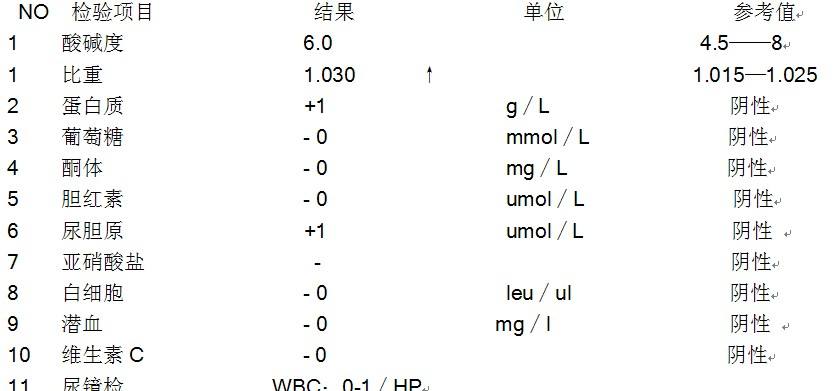 NO 检验项目 结果 单位 参考值
1 酸碱度 6.0 4.5——8
1 比重 1.030 ↑ 1.015—1.025
2 蛋白质 +1 g / L 阴性
3 葡萄糖 - 0 mmol / L 阴性
4 酮体 - 0 mg / L 阴性
5 胆红素 - 0 umol / L 阴性
6 尿胆原 +1 umol / L 阴性
7 亚硝酸盐 - 阴性
8 白细胞 - 0 leu / ul 阴性
9 潜血 - 0 mg / l 阴性
10 维生素 C - 0 阴性
11 尿镜检 WBC：0-1 / HP